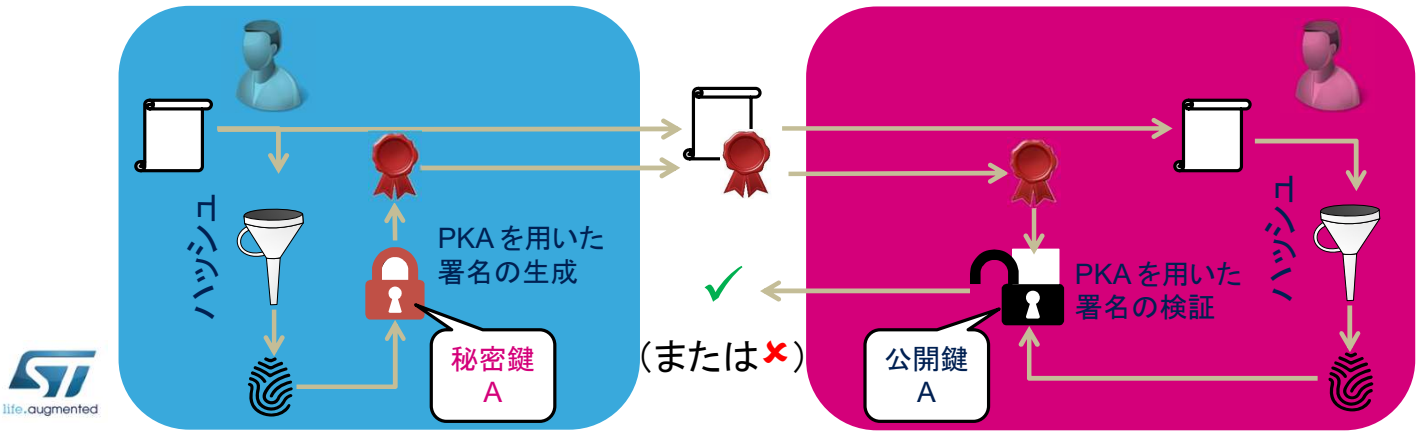 ハッシュ
PKAを用いた
署名の生成
秘密鍵
A
(または✘)
PKAを用いた
署名の検証
公開鍵
A
ハッシュ
ST
life.augmented